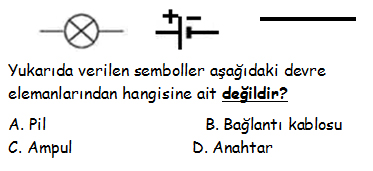 Yukarıda verilen semboller aşağıdaki devre
elemanlarından hangisine ait değildir?
A. Pil B. Bağlantı kablosu
C. Ampul D. Anahtar